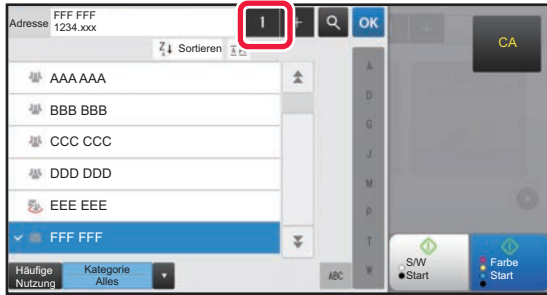 Adresse FFF FFF
1234.xxx
1
+
OK
CA
Z↓ Sortieren
AAA AAA
BBB BBB
CCC CCC
DDD DDD
EEE EEE
FFF FFF
A
D
G
J
M
P
T
W
Häufige
Nutzung
Kategorie
Alles
ABC
S/W
Start
Farbe
Start